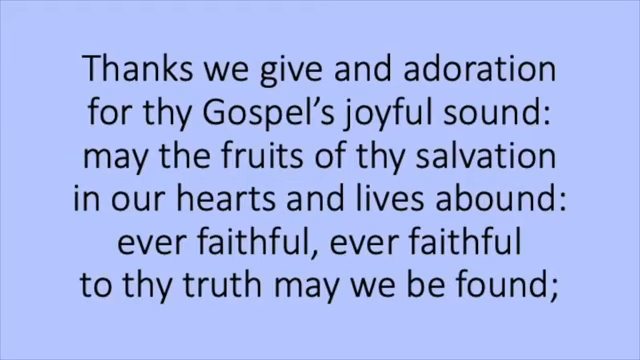 Thanks we give and adoration
for thy Gospel’s joyful sound:
may the fruits of thy salvation
in our hearts and lives abound:
ever faithful, ever faithful
to thy truth may we be found;